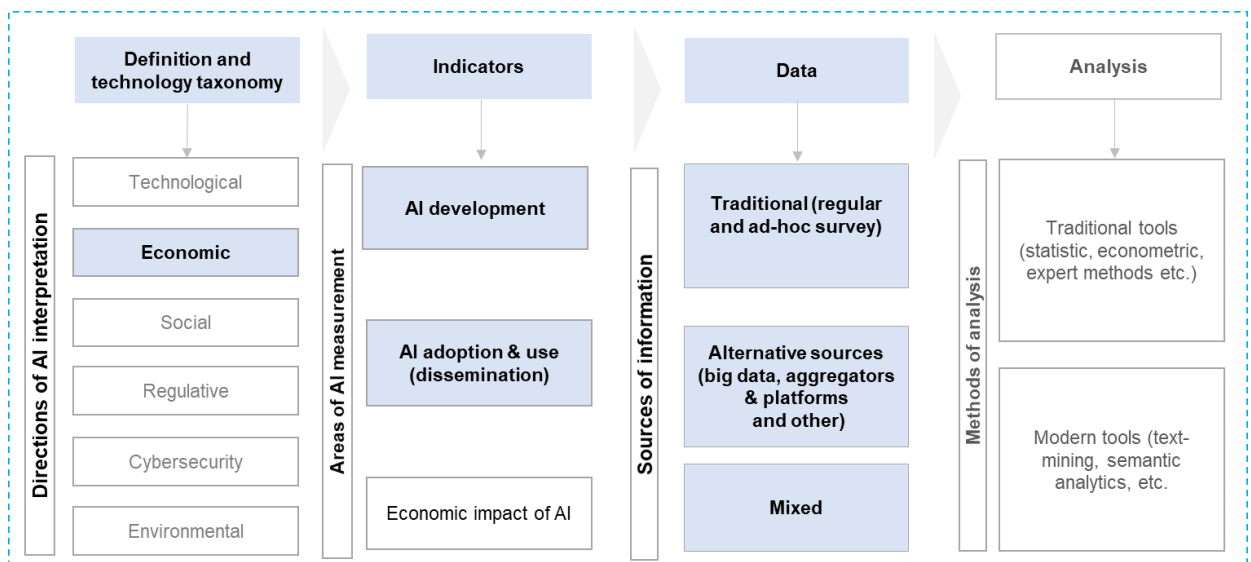 Definition and
technology taxonomy
Indicators
Data
Analysis
Directions of AI interpretation
Technological
Economic
Social
Regulative
Cybersecurity
Environmental
Areas of AI measurement
AI development
AI adoption & use
(dissemination)
Economic impact of AI
Sources of information
Traditional (regular
and ad-hoc survey)
Alternative sources
(big data, aggregators
& platforms
and other)
Mixed
Methods of analysis
Traditional tools
(statistic, econometric,
expert methods etc.)
Modern tools (text-
mining, semantic
analytics, etc.